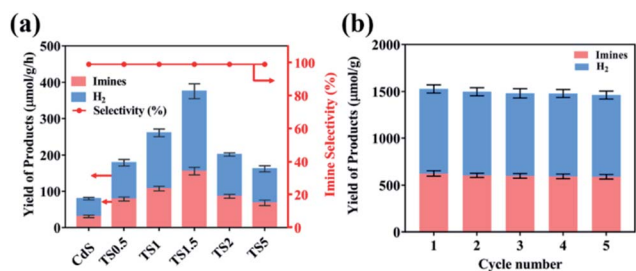 (a)
Yield of Products (μmol/g/h)
500
400
300
200
100
0
Imines
H2
Selectivity (%)
100
80
60
40
20
0
Imine Selectivity (%)
CdS
TS0.5
TS1
TS1.5
TS2
TS5
(b)
Yield of Products (μmol/g)
2000
1500
1000
500
0
Imines
H2
1
2
3
4
5
Cycle number